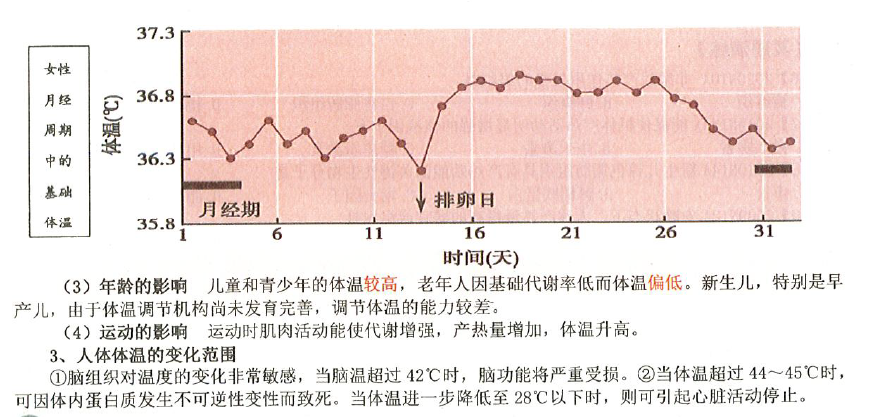 女性
月经
周期
中的
基础
体温
体温(℃)
37.3
36.8
36.3
35.8
月经期
排卵日
1
6
11
16
21
26
31
时间(天)
（3）年龄的影响 儿童和青少年的体温较高，老年人因基础代谢率低而体温偏低。新生儿，特别是早
产儿，由于体温调节机构尚未发育完善，调节体温的能力较差。
（4）运动的影响 运动时肌肉活动能使代谢增强，产热量增加，体温升高。
3、人体体温的变化范围
①脑组织对温度的变化非常敏感，当脑温超过42℃时，脑功能将严重受损。②当体温超过44～45℃时，
可因体内蛋白质发生不可逆性变性而致死。当体温进一步降低至28℃以下时，则可引起心脏活动停止。